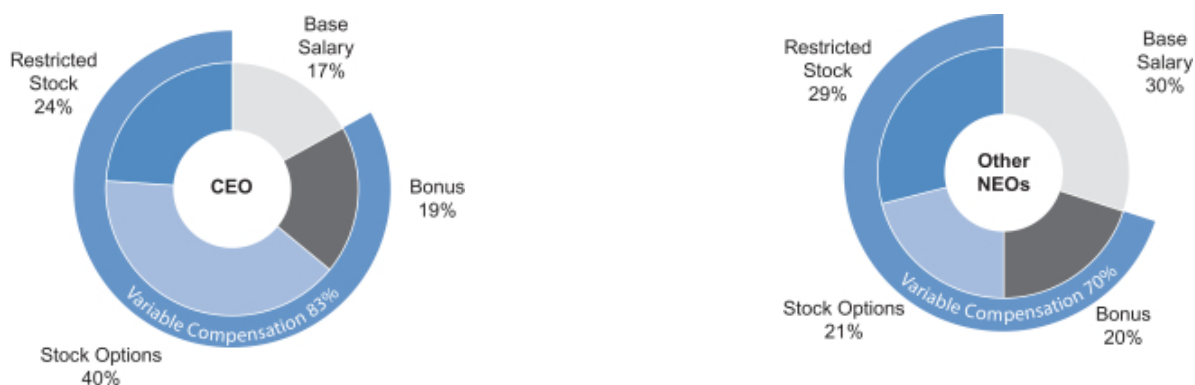 Base
Salary
17%
Restricted
Stock
24%
CEO
Bonus
19%
Variable Compensation 83%
Stock Options
40%
Base
Salary
30%
Restricted
Stock
29%
Other
NEOs
Variable Compensation 70%
Stock Options
21%
Bonus
20%